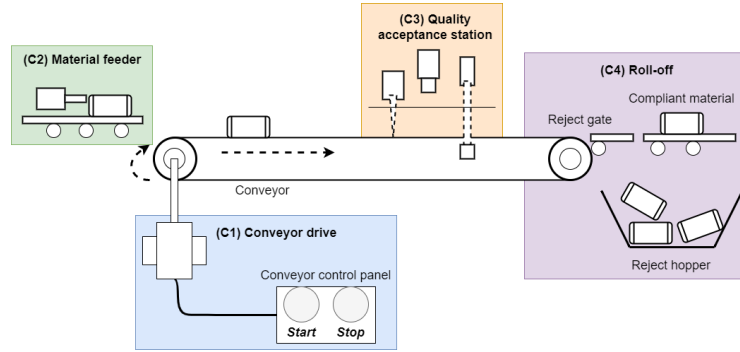 (C3) Quality
acceptance station
(C2) Material feeder
(C4) Roll-off
Compliant material
Reject gate
Conveyor
(C1) Conveyor drive
Reject hopper
Conveyor control panel
Start Stop